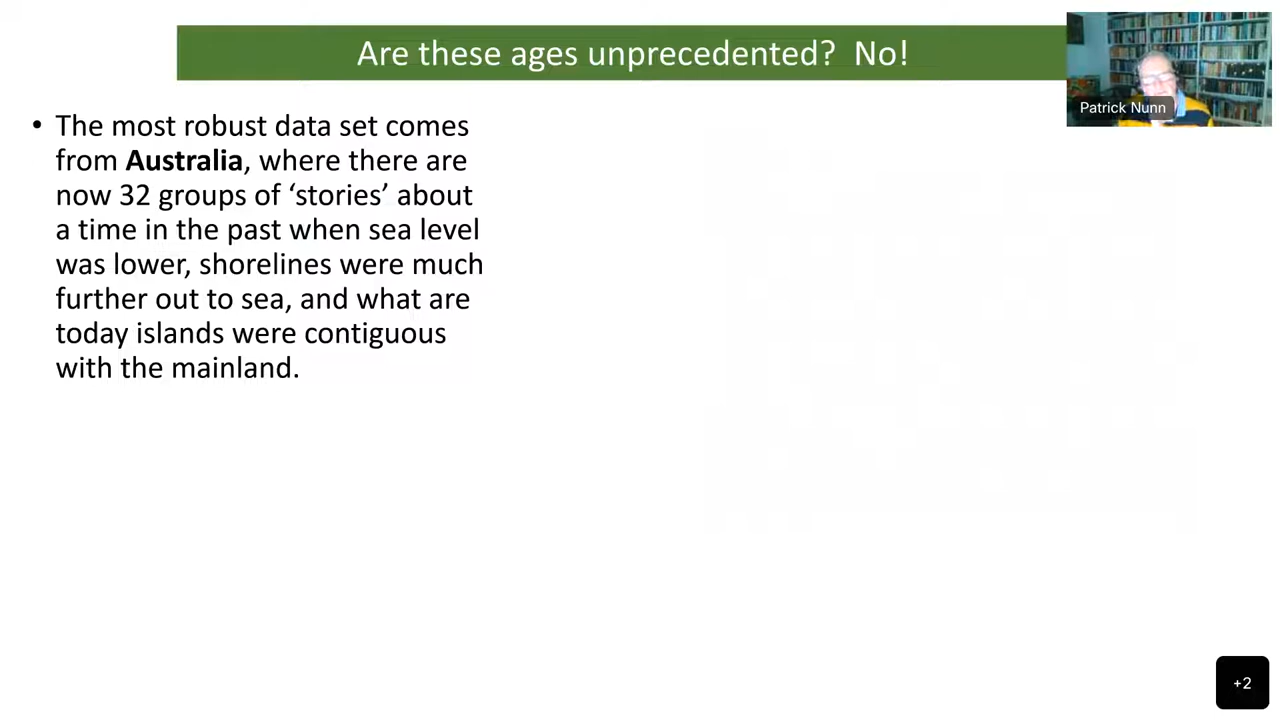 Are these ages unprecedented?  No!
Patrick Nunn
• The most robust data set comes
from Australia, where there are
now 32 groups of ‘stories’ about
a time in the past when sea level
was lower, shorelines were much
further out to sea, and what are
today islands were contiguous
with the mainland.
+2